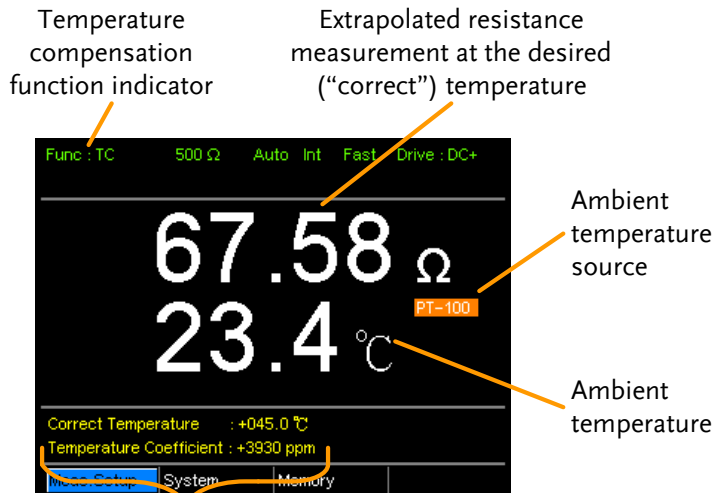 Temperature
compensation
function indicator
Extrapolated resistance
measurement at the desired
(“correct”) temperature
Func : TC 500 Ω Auto Int Fast Drive : DC+
67.58 Ω
PT-100
23.4 ℃
Ambient
temperature
source
Ambient
temperature
Correct Temperature : +045.0 ℃
Temperature Coefficient : +3930 ppm
Meas. Setup System Memory